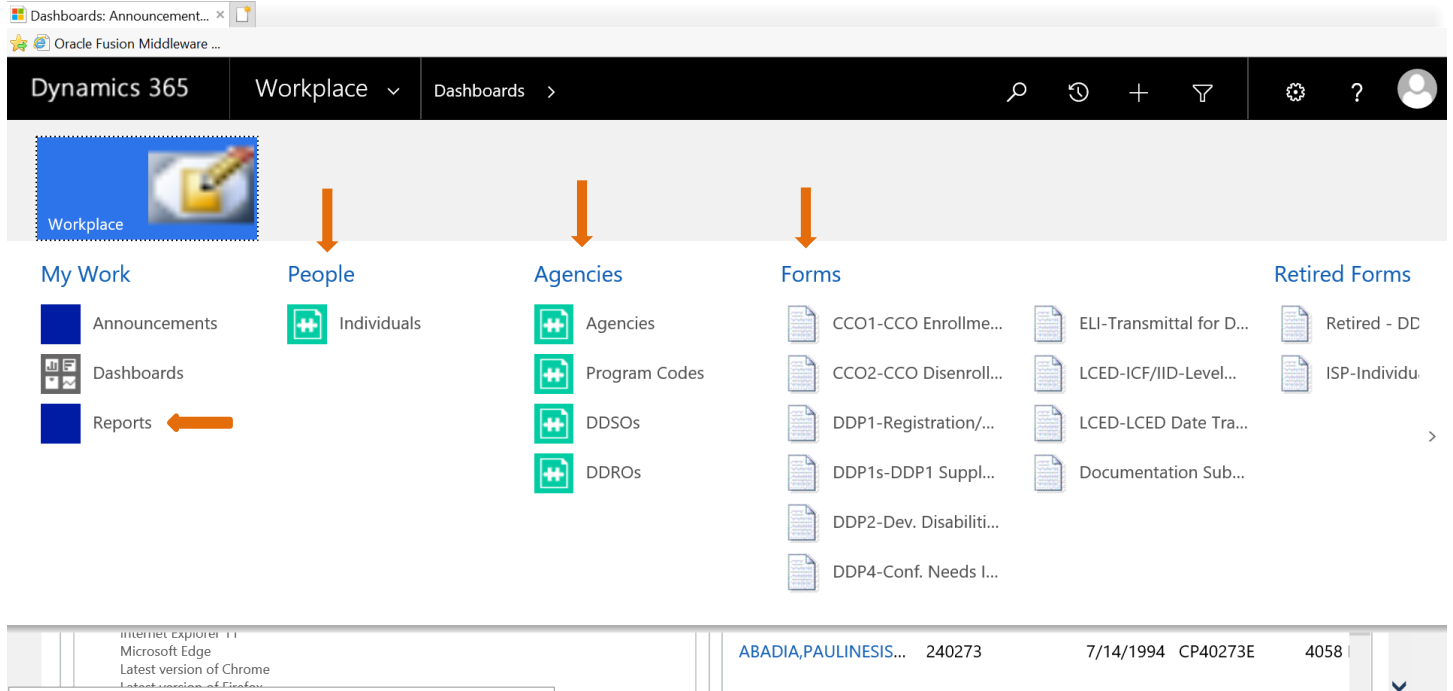 Dashboards: Announcement... ×
Oracle Fusion Middleware ...
Dynamics 365 Workplace Dashboards
Workplace
My Work
Announcements
Dashboards
Reports
People
Individuals
Agencies
Agencies
Program Codes
DDSOs
DDROs
Forms
CCO1-CCO Enrollme...
CCO2-CCO Disenroll...
DDP1-Registration/...
DDP1s-DDP1 Suppl...
DDP2-Dev. Disabiliti...
DDP4-Conf. Needs I...
ELI-Transmittal for D...
LCED-ICF/IID-Level...
LCED-LCED Date Tra...
Documentation Sub...
Retired Forms
Retired - DD
ISP-Individu
Internet Explorer 11
Microsoft Edge
Latest version of Chrome
Latest version of Firefox
ABADIA,PAULINESIS... 240273 7/14/1994 CP40273E 4058